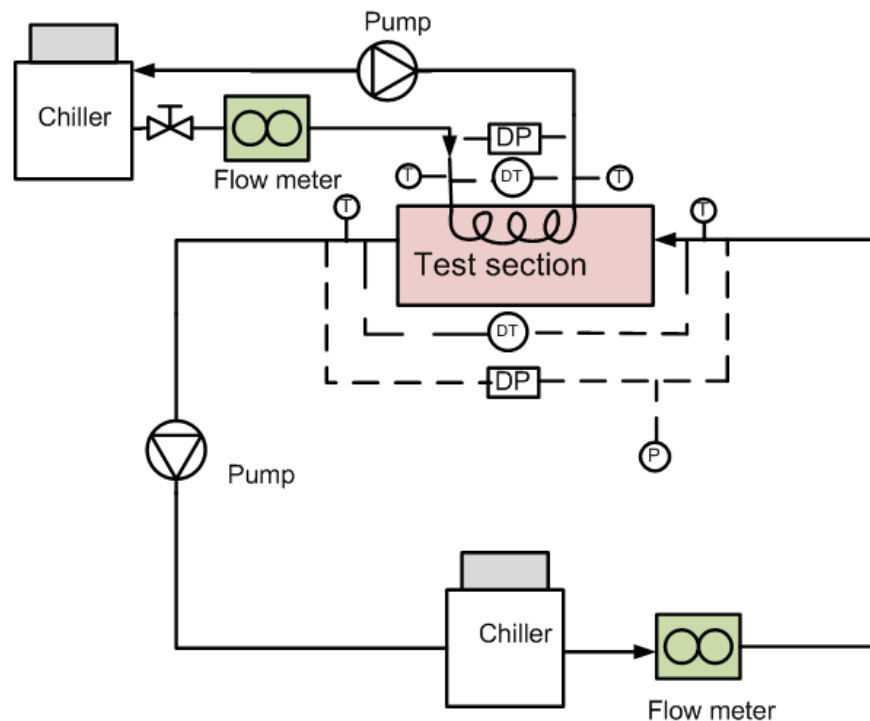 Pump
Chiller
DP
T
DT
T
Flow meter
T
T
Test section
DT
DP
P
Pump
Chiller
Flow meter